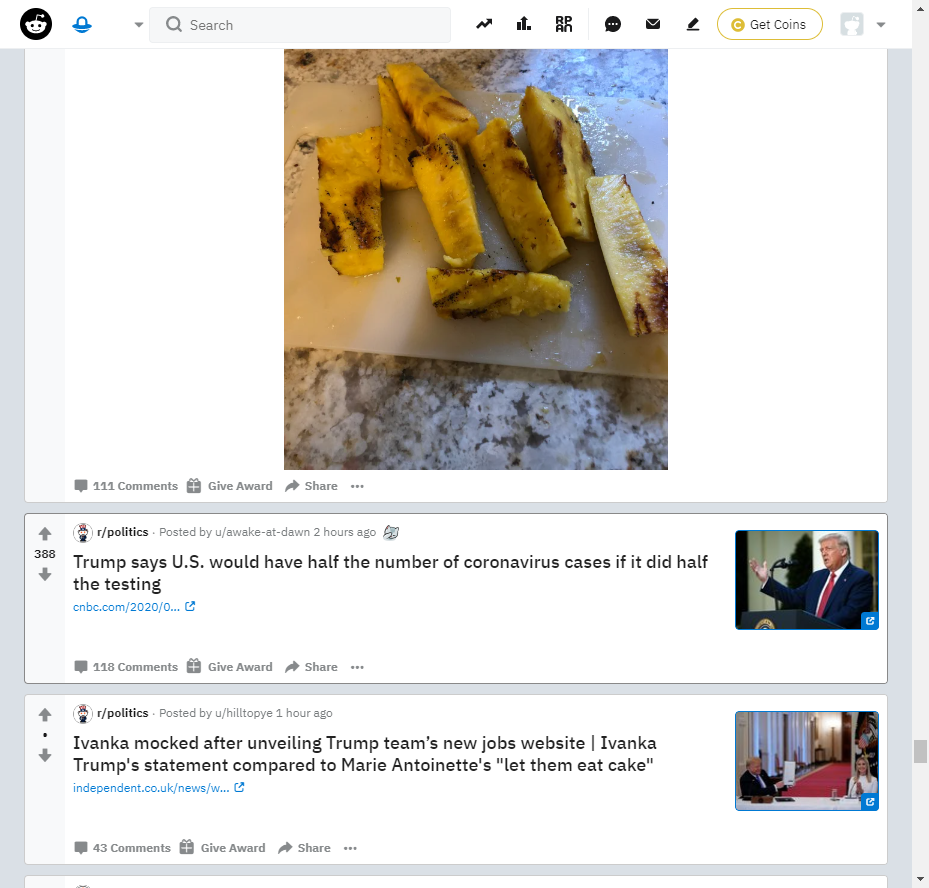 Search
RP
AN
Get Coins
111 Comments Give Award Share
r/politics · Posted by u/awake-at-dawn 2 hours ago
388
Trump says U.S. would have half the number of coronavirus cases if it did half
the testing
cnbc.com/2020/0...
118 Comments Give Award Share
r/politics · Posted by u/hilltopye 1 hour ago
•
Ivanka mocked after unveiling Trump team’s new jobs website | Ivanka
Trump's statement compared to Marie Antoinette's "let them eat cake"
independent.co.uk/news/w...
43 Comments Give Award Share